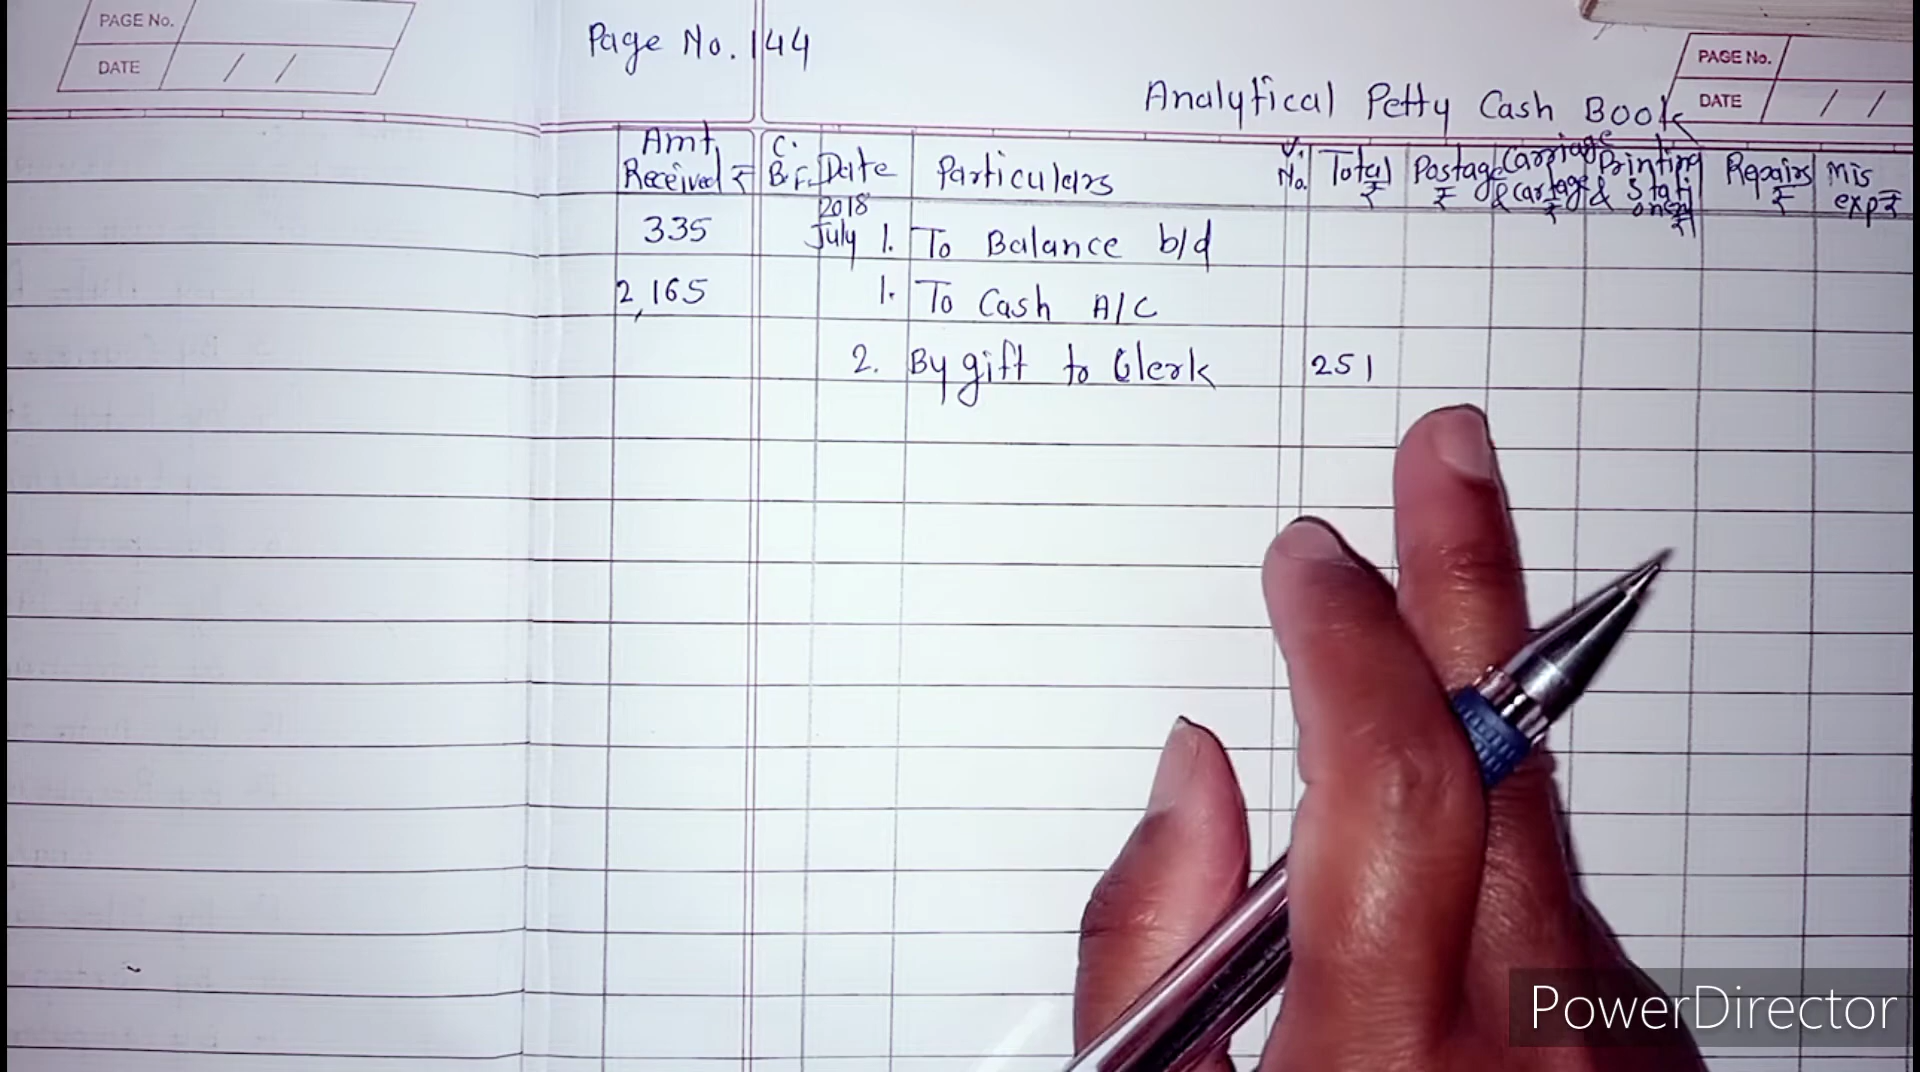 PAGE No.
DATE / /
Page No. 144
PAGE No.
DATE / /
Analytical Petty Cash Book
Amt Received ₹ C. B.F. Date Particulars V. No. Total ₹ Postage ₹ Carriage & cartage ₹ Printing & Stationery ₹ Repairs ₹ Mis exp ₹
335 2018 July 1. To Balance b/d
2,165 1. To Cash A/C
2. By gift to Clerk 251
PowerDirector